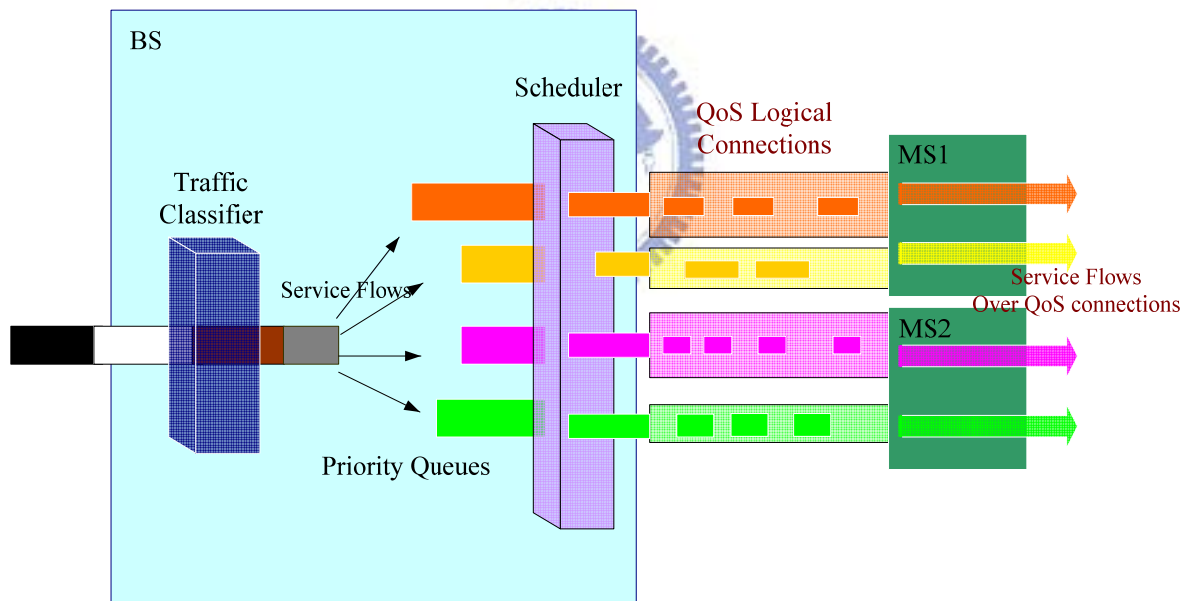 BS
Scheduler
QoS Logical
Connections
MS1
Traffic
Classifier
Service Flows
Service Flows
Over QoS connections
MS2
Priority Queues